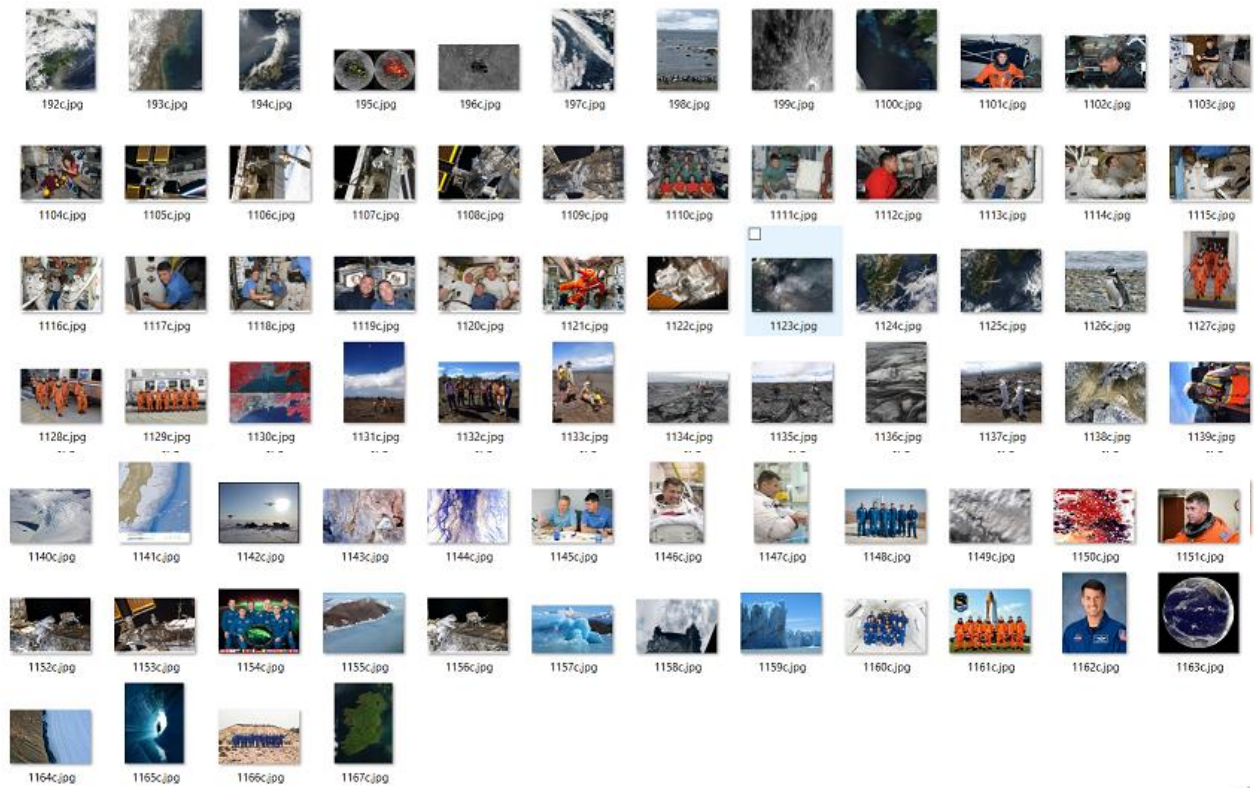 192c.jpg 193c.jpg 194c.jpg 195c.jpg 196c.jpg 197c.jpg 198c.jpg 199c.jpg 1100c.jpg 1101c.jpg 1102c.jpg 1103c.jpg
1104c.jpg 1105c.jpg 1106c.jpg 1107c.jpg 1108c.jpg 1109c.jpg 1110c.jpg 1111c.jpg 1112c.jpg 1113c.jpg 1114c.jpg 1115c.jpg
1116c.jpg 1117c.jpg 1118c.jpg 1119c.jpg 1120c.jpg 1121c.jpg 1122c.jpg 1123c.jpg 1124c.jpg 1125c.jpg 1126c.jpg 1127c.jpg
1128c.jpg 1129c.jpg 1130c.jpg 1131c.jpg 1132c.jpg 1133c.jpg 1134c.jpg 1135c.jpg 1136c.jpg 1137c.jpg 1138c.jpg 1139c.jpg
1140c.jpg 1141c.jpg 1142c.jpg 1143c.jpg 1144c.jpg 1145c.jpg 1146c.jpg 1147c.jpg 1148c.jpg 1149c.jpg 1150c.jpg 1151c.jpg
1152c.jpg 1153c.jpg 1154c.jpg 1155c.jpg 1156c.jpg 1157c.jpg 1158c.jpg 1159c.jpg 1160c.jpg 1161c.jpg 1162c.jpg 1163c.jpg
1164c.jpg 1165c.jpg 1166c.jpg 1167c.jpg